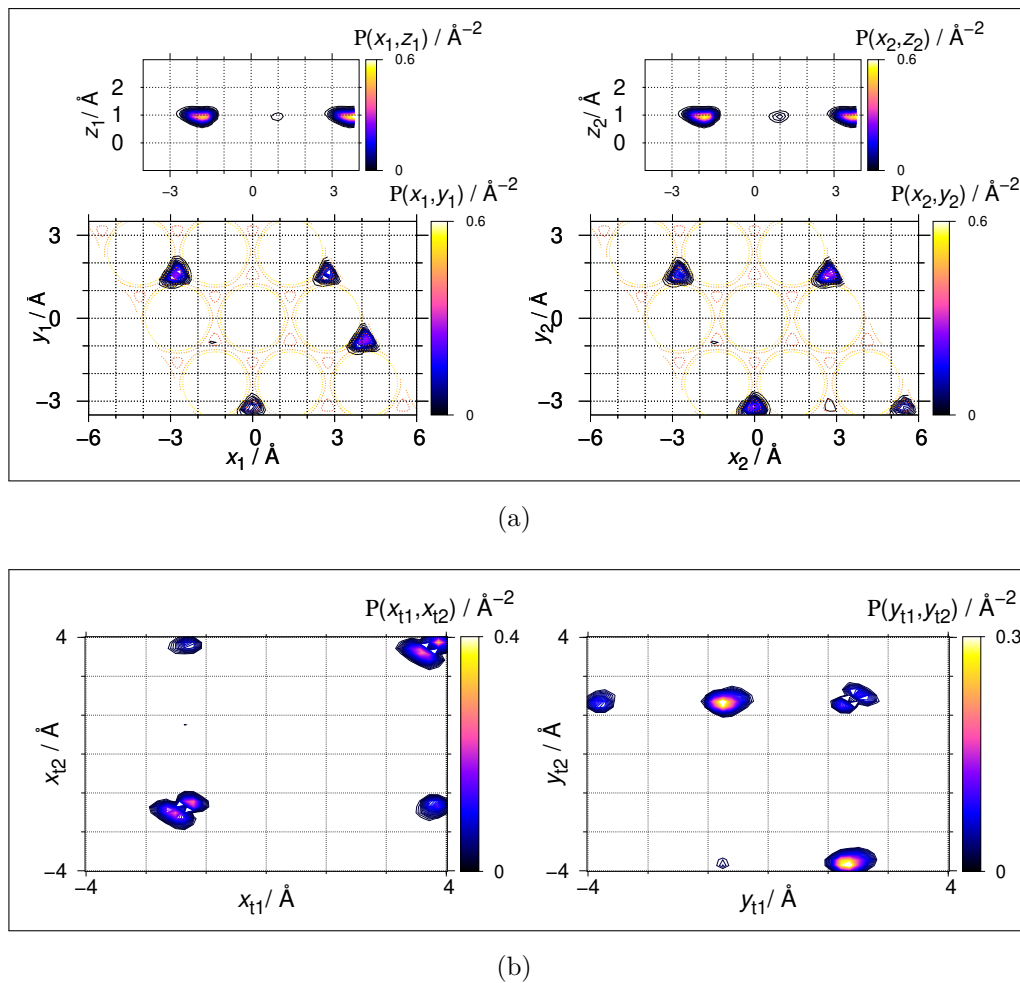 P(x₁,z₁) / Å⁻² P(x₂,z₂) / Å⁻²
0.6 0.6
2 2
z₁/ Å 1 z₂/ Å 1
0 0
0 0
−3 0 3 −3 0 3
P(x₁,y₁) / Å⁻² P(x₂,y₂) / Å⁻²
0.6 0.6
3 3
y₁/ Å 0 y₂/ Å 0
−3 −3
0 0
−6 −3 0 3 6 −6 −3 0 3 6
x₁/ Å x₂/ Å
(a)
P(xₜ₁,xₜ₂) / Å⁻² P(yₜ₁,yₜ₂) / Å⁻²
4 0.4 4 0.3
xₜ₂/ Å yₜ₂/ Å
−4 0 −4 0
−4 4 −4 4
xₜ₁/ Å yₜ₁/ Å
(b)